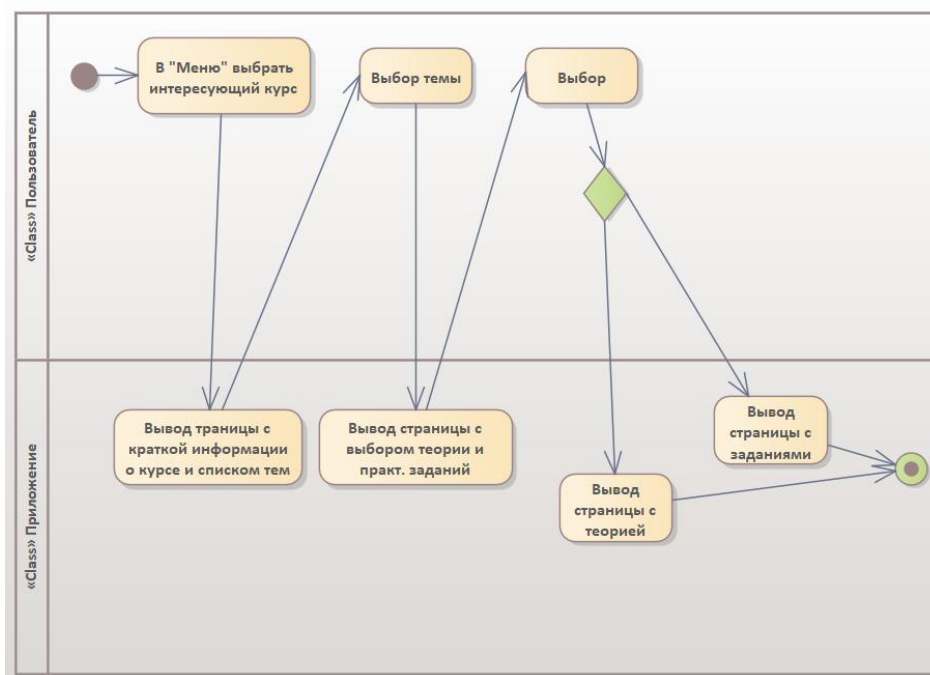 «Class» Пользователь
В "Меню" выбрать
интересующий курс
Выбор темы
Выбор
«Class» Приложение
Вывод траницы с
краткой информации
о курсе и списком тем
Вывод страницы с
выбором теории и
практ. заданий
Вывод
страницы с
теорией
Вывод
страницы с
заданиями